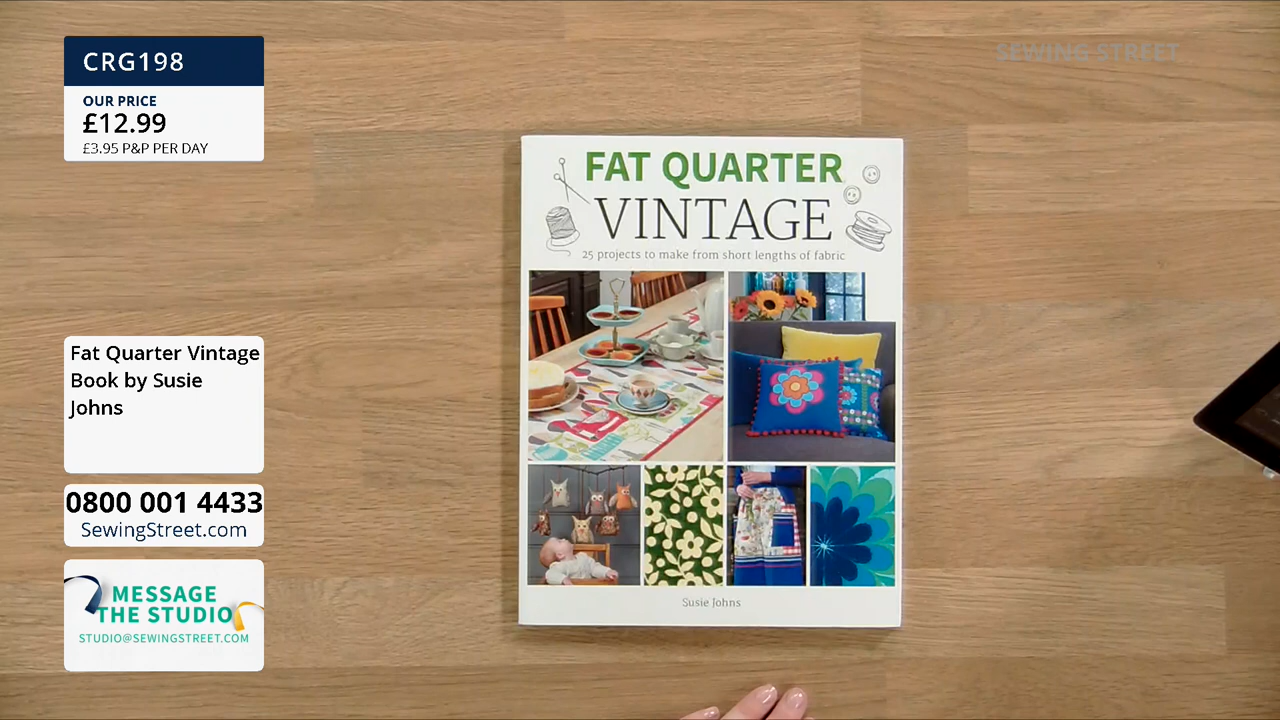 CRG198
OUR PRICE
£12.99
£3.95 P&P PER DAY
SEWING STREET
FAT QUARTER
VINTAGE
25 projects to make from short lengths of fabric
Susie Johns
Fat Quarter Vintage
Book by Susie
Johns
0800 001 4433
SewingStreet.com
MESSAGE
THE STUDIO
STUDIO@SEWINGSTREET.COM